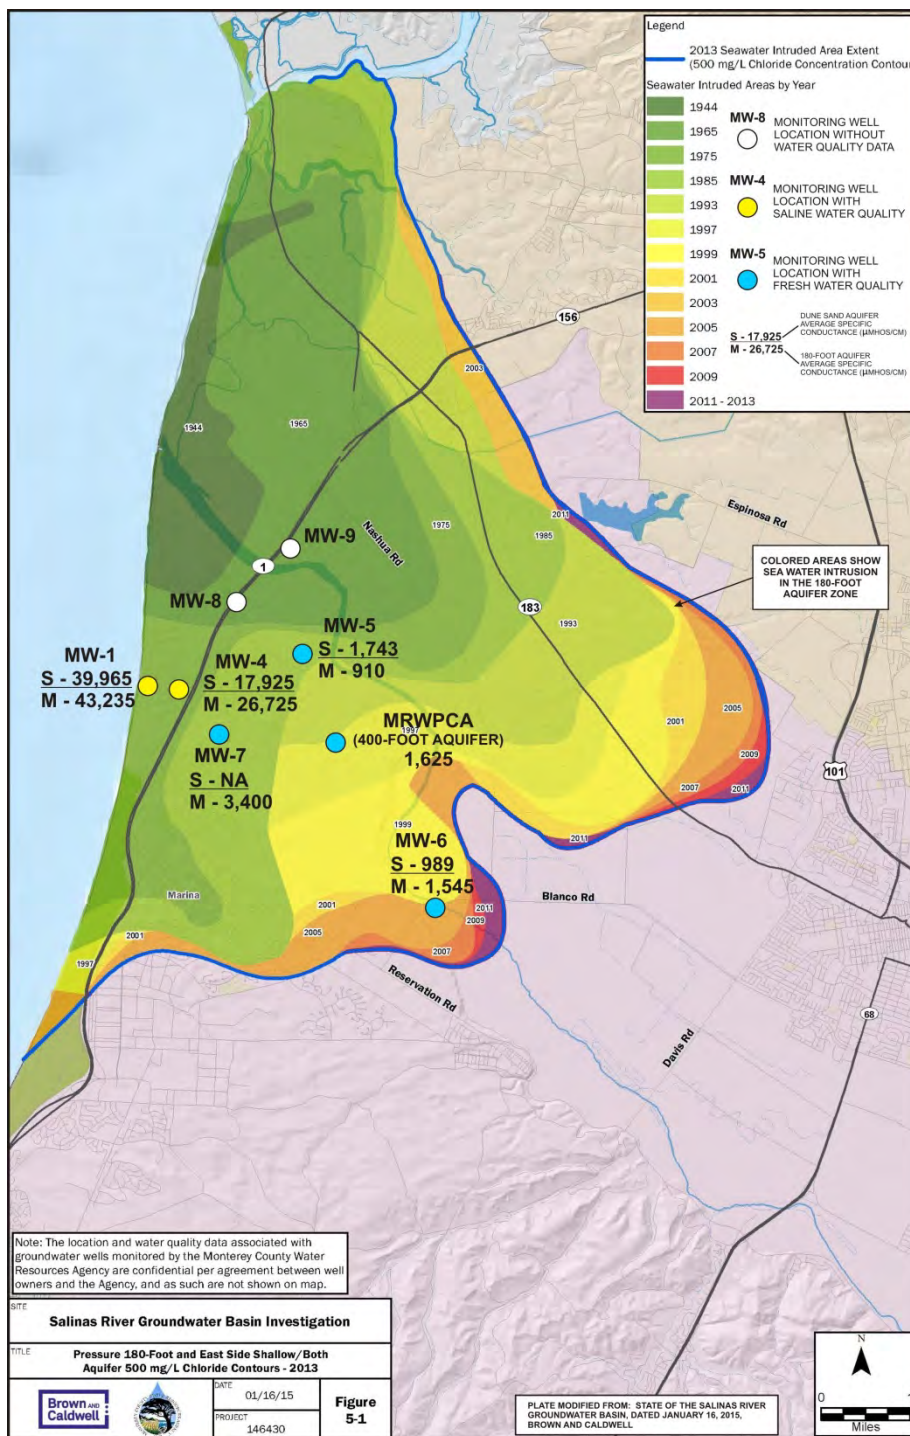 Legend
2013 Seawater Intruded Area Extent
(500 mg/L Chloride Concentration Contour
Seawater Intruded Areas by Year
1944
1965
1975
1985
1993
1997
1999
2001
2003
2005
2007
2009
2011 - 2013
MW-8
MONITORING WELL
LOCATION WITHOUT
WATER QUALITY DATA
MW-4
MONITORING WELL
LOCATION WITH
SALINE WATER QUALITY
MW-5
MONITORING WELL
LOCATION WITH
FRESH WATER QUALITY
S - 17,925
M - 26,725
DUNE SAND AQUIFER
AVERAGE SPECIFIC
CONDUCTANCE (µMHOS/CM)
180-FOOT AQUIFER
AVERAGE SPECIFIC
CONDUCTANCE (µMHOS/CM)
156
2003
1944
1965
1975
2011
1985
Espinosa Rd
Nashua Rd
COLORED AREAS SHOW
SEA WATER INTRUSION
IN THE 180-FOOT
AQUIFER ZONE
MW-9
1
MW-8
183
1993
MW-5
S - 1,743
M - 910
MW-1
S - 39,965
M - 43,235
MW-4
S - 17,925
M - 26,725
MW-7
S - NA
M - 3,400
MRWPCA
1997
(400-FOOT AQUIFER)
1,625
2001
2005
2009
2007
2011
101
2011
1999
MW-6
S - 989
M - 1,545
Marina
Blanco Rd
2001
2011
2009
2001
2005
2007
1997
Reservation Rd
68
Davis Rd
Note: The location and water quality data associated with
groundwater wells monitored by the Monterey County Water
Resources Agency are confidential per agreement between well
owners and the Agency, and as such are not shown on map.
SITE
Salinas River Groundwater Basin Investigation
TITLE
Pressure 180-Foot and East Side Shallow/Both
Aquifer 500 mg/L Chloride Contours - 2013
Brown AND
Caldwell
DATE
01/16/15
PROJECT
146430
Figure
5-1
PLATE MODIFIED FROM: STATE OF THE SALINAS RIVER
GROUNDWATER BASIN, DATED JANUARY 16, 2015,
BROWN AND CALDWELL
N
0 1
Miles